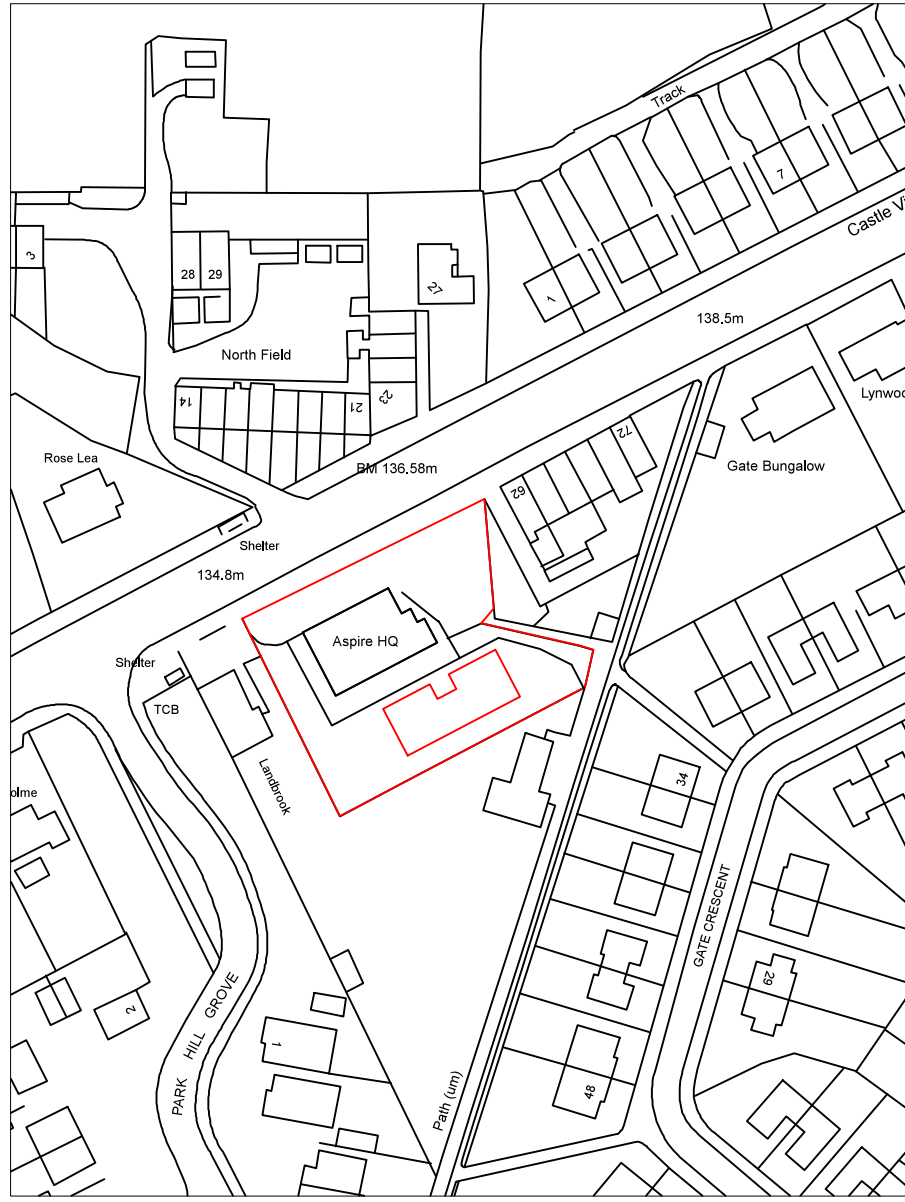 Track
7
Castle Vi
3
28
29
27
1
138.5m
North Field
14
21
23
Lynwoo
72
Rose Lea
BM 136.58m
Gate Bungalow
62
Shelter
134.8m
Aspire HQ
Shelter
TCB
Landbrook
34
olme
GATE CRESCENT
29
2
PARK HILL GROVE
1
48
Path (um)